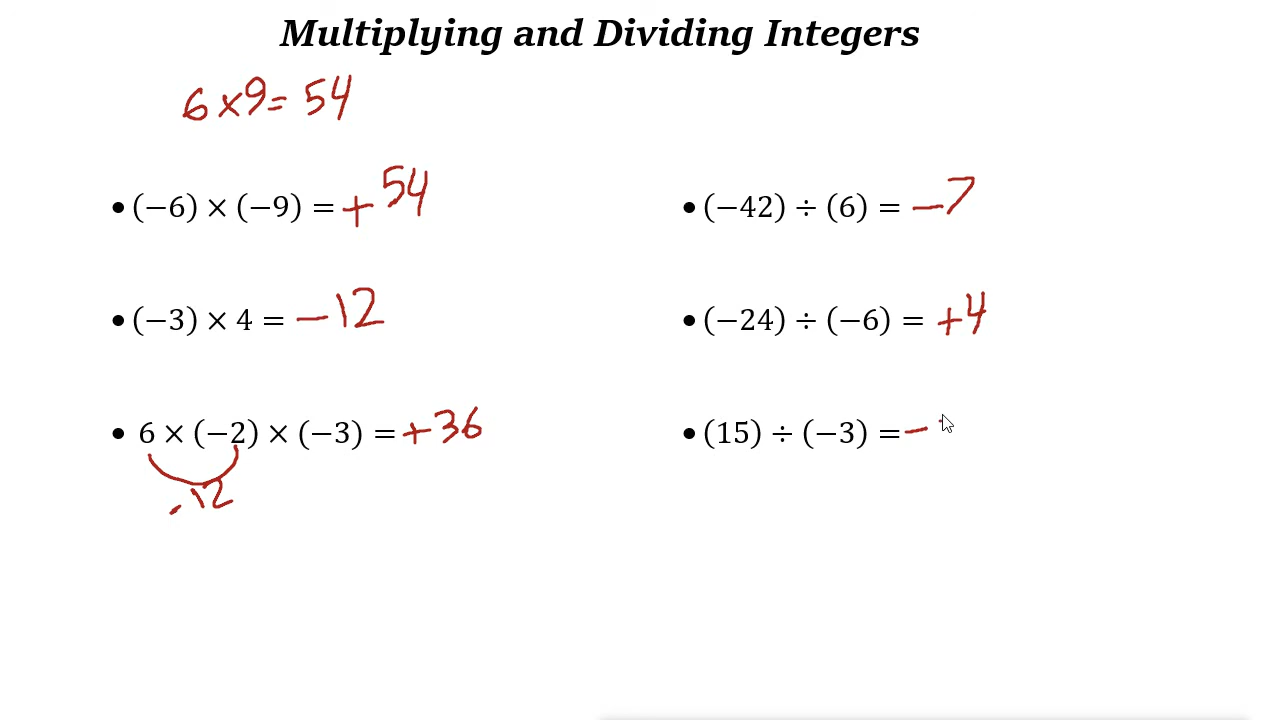 Multiplying and Dividing Integers
6 × 9 = 54
• (−6) × (−9) = +54
• (−3) × 4 = −12
• 6 × (−2) × (−3) = +36
-12
• (−42) ÷ (6) = −7
• (−24) ÷ (−6) = +4
• (15) ÷ (−3) = −